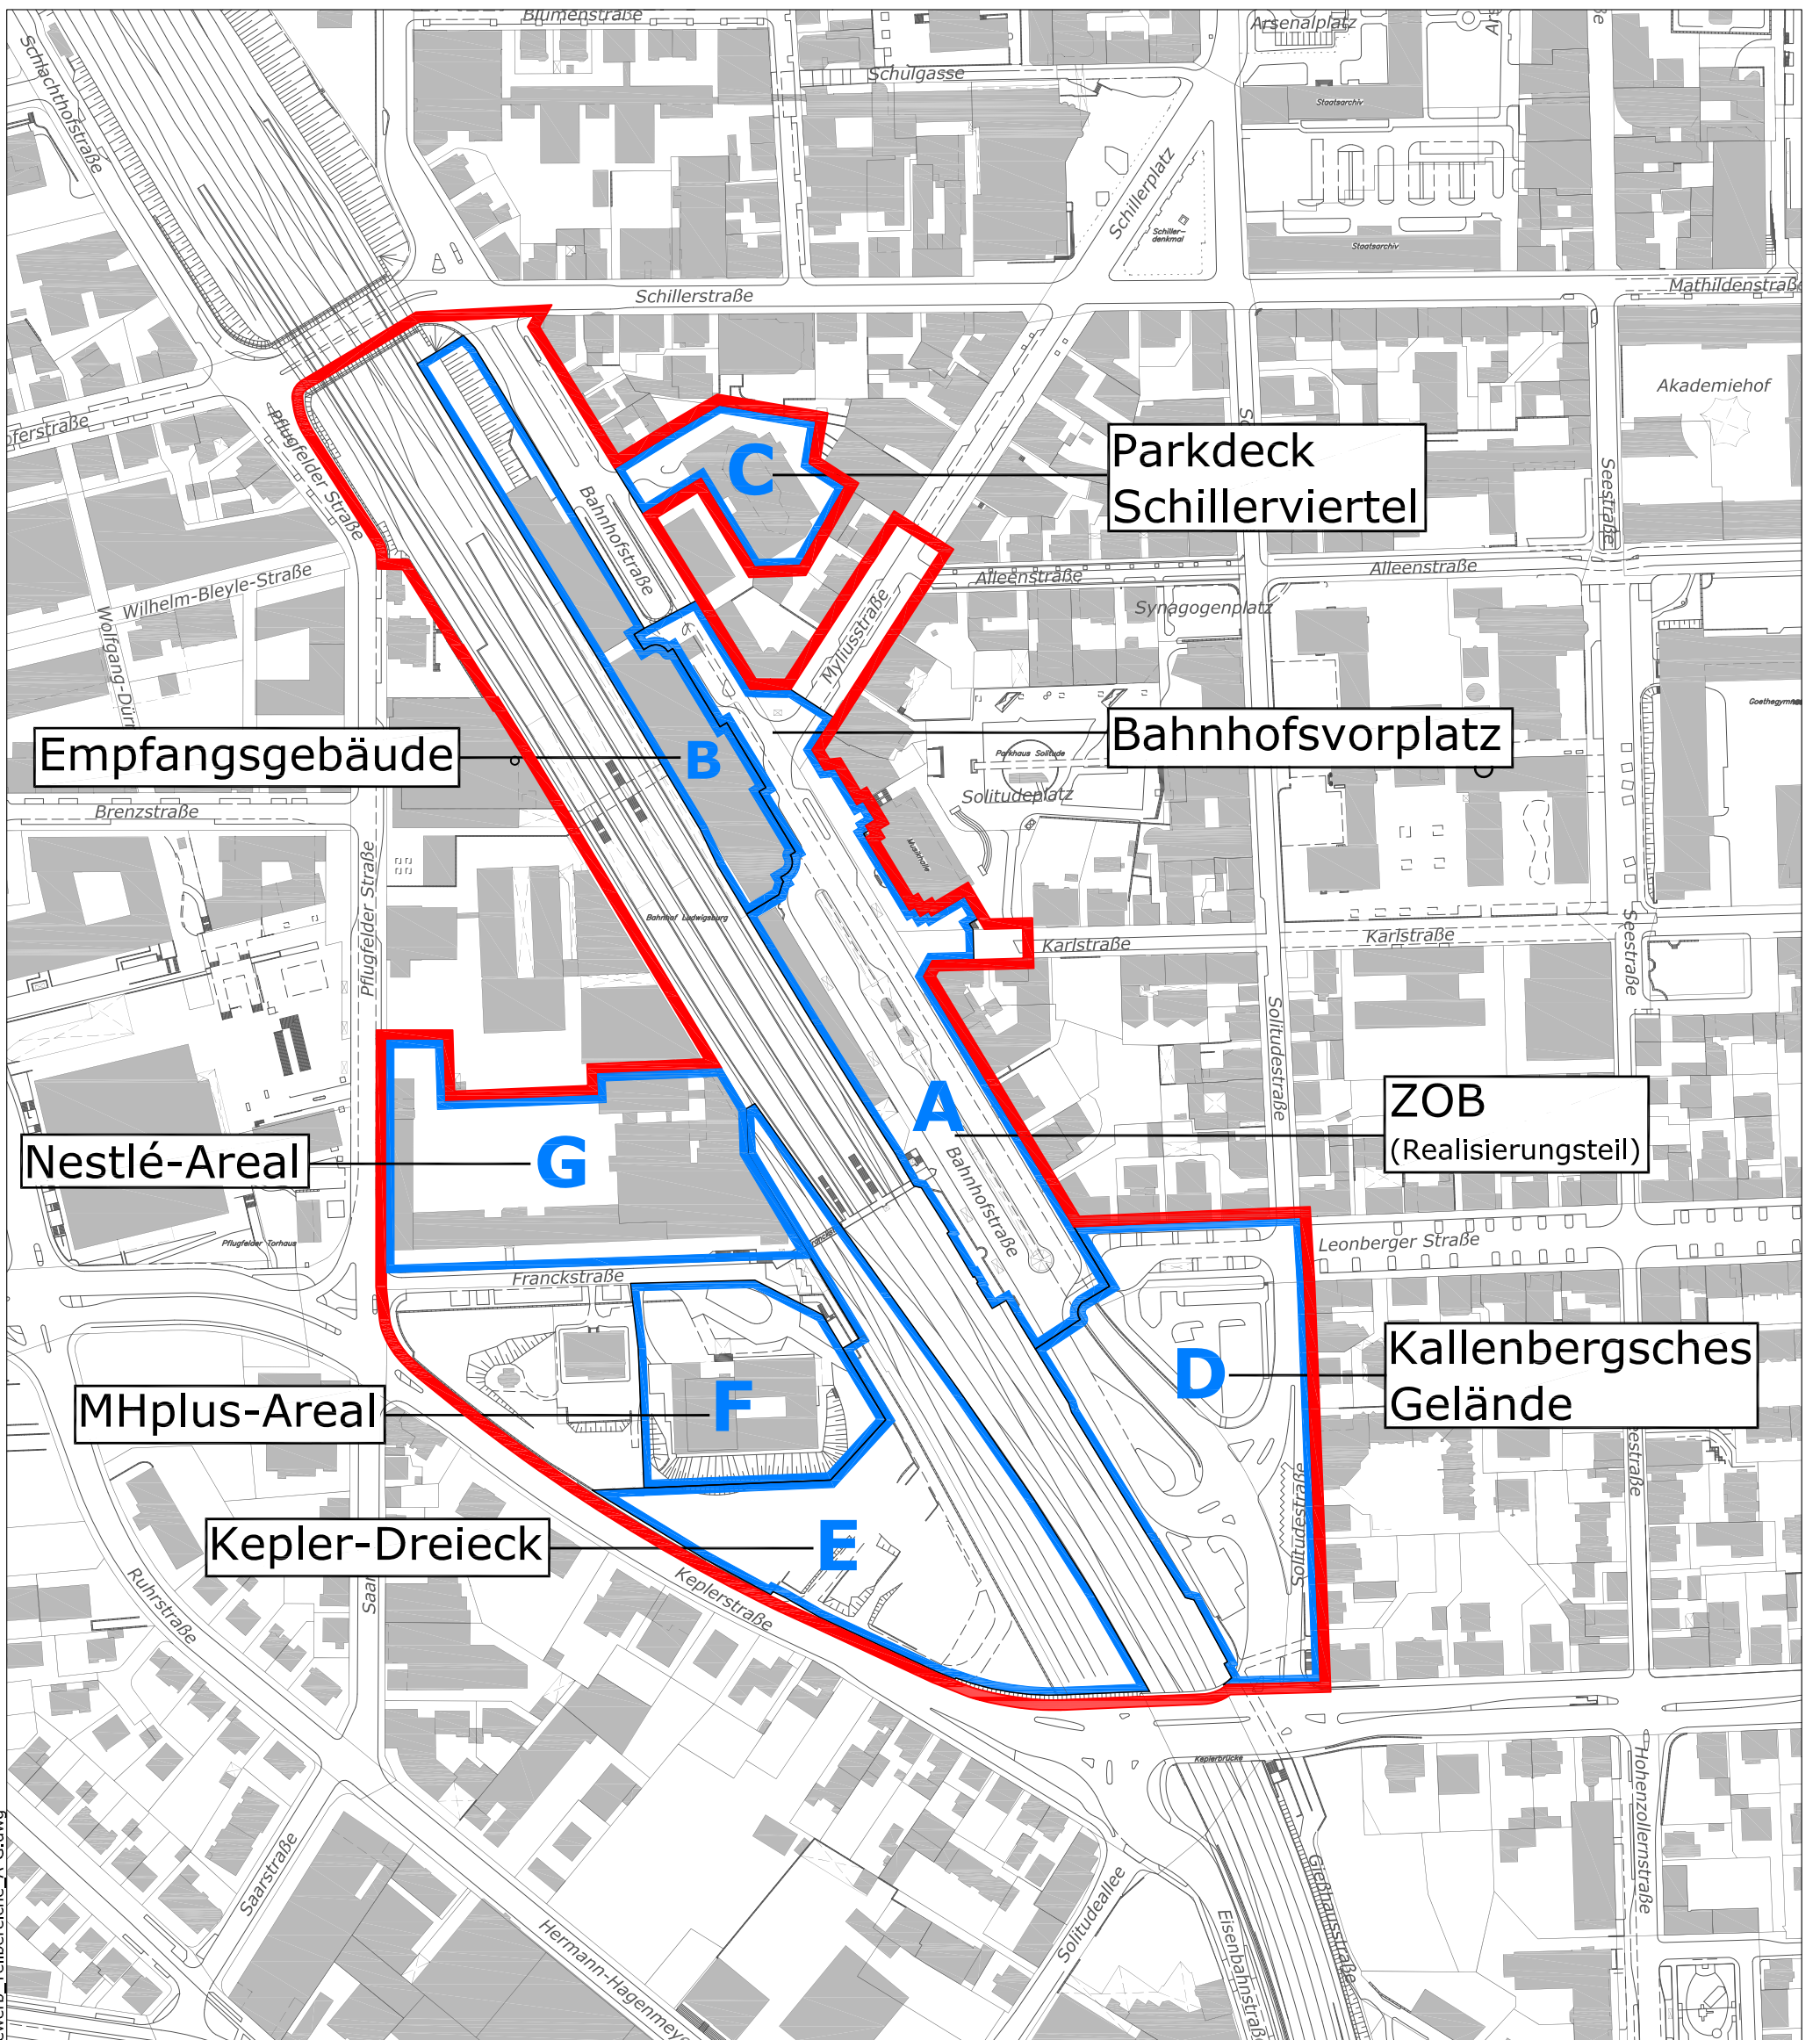 Blumenstraße
Arsenalplatz
Schlachthofstraße
Schulgasse
Staatsarchiv
Schillerplatz
Schiller-
denkmal
Staatsarchiv
Mathildenstraße
Schillerstraße
Akademiehof
Pflugfelder Straße
C
Parkdeck
Schillerviertel
Seestraße
Bahnhofstraße
Alleenstraße
Alleenstraße
Wilhelm-Bleyle-Straße
Synagogenplatz
Myliusstraße
Empfangsgebäude
B
Bahnhofsvorplatz
Parkhaus Solitude
Solitudeplatz
Brenzstraße
Musikhalle
Pflugfelder Straße
Bahnhof Ludwigsburg
Karlstraße
Karlstraße
Seestraße
Solitudestraße
A
ZOB
(Realisierungsteil)
Nestlé-Areal
G
Bahnhofstraße
Pflugfelder Torhaus
Leonberger Straße
Franckstraße
Kallenbergsches
Gelände
D
MHplus-Areal
F
Solitudestraße
Kepler-Dreieck
E
Keplerstraße
Ruhrstraße
Keplerbrücke
Hohenzollernstraße
Saarstraße
Gießhausstraße
Solitudeallee
Eisenbahnstraße